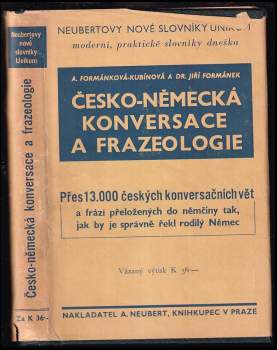 Neubertovy
nové
slovníky
Unikum
Česko-německá konversace a frazeologie
Za K 36·-
NEUBERTOVY NOVÉ SLOVNÍKY UNIKUM
moderní, praktické slovníky dneška
A. FORMÁNKOVÁ-KUBÍNOVÁ A DR. JIŘÍ FORMÁNEK
ČESKO-NĚMECKÁ
KONVERSACE
A FRAZEOLOGIE
Přes 13.000 českých konversačních vět
a frází přeložených do němčiny tak,
jak by je správně řekl rodilý Němec
Vázaný výtisk K 36·—
NAKLADATEL A. NEUBERT, KNIHKUPEC V PRAZE